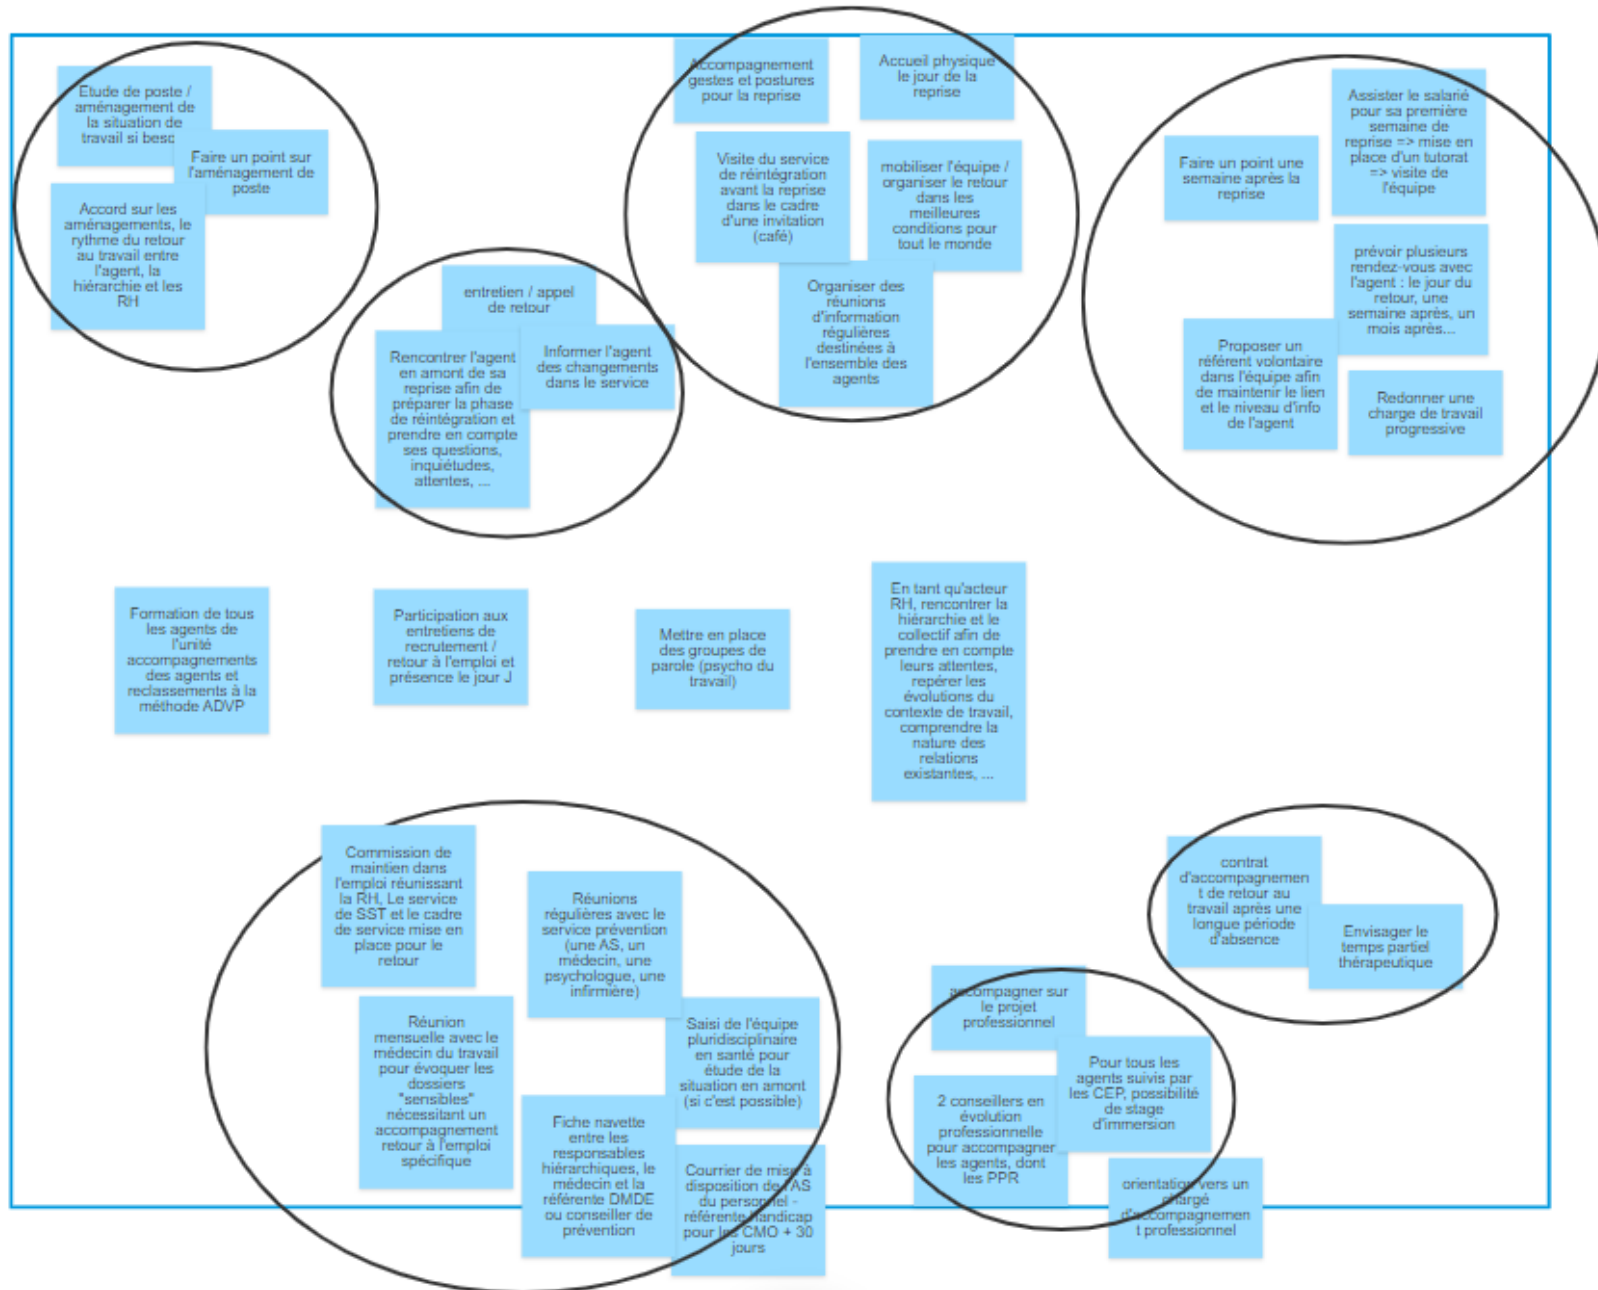 Etude de poste /
aménagement de
la situation de
travail si beso
Faire un point sur
l'aménagement de
poste
Accord sur les
aménagements, le
rythme du retour
au travail entre
l'agent, la
hiérarchie et les
RH
entretien / appel
de retour
Rencontrer l'agent
en amont de sa
reprise afin de
préparer la phase
de réintégration et
prendre en compte
ses questions,
inquiétudes,
attentes, ...
Informer l'agent
des changements
dans le service
Accompagnement
gestes et postures
pour la reprise
Accueil physique
le jour de la
reprise
Visite du service
de réintégration
avant la reprise
dans le cadre
d'une invitation
(café)
mobiliser l'équipe /
organiser le retour
dans les
meilleures
conditions pour
tout le monde
Organiser des
réunions
d'information
régulières
destinées à
l'ensemble des
agents
Faire un point une
semaine après la
reprise
Assister le salarié
pour sa première
semaine de
reprise => mise en
place d'un tutorat
=> visite de
l'équipe
prévoir plusieurs
rendez-vous avec
l'agent : le jour du
retour, une
semaine après, un
mois après...
Proposer un
référent volontaire
dans l'équipe afin
de maintenir le lien
et le niveau d'info
de l'agent
Redonner une
charge de travail
progressive
Formation de tous
les agents de
l'unité
accompagnements
des agents et
reclassements à la
méthode ADVP
Participation aux
entretiens de
recrutement /
retour à l'emploi et
présence le jour J
Mettre en place
des groupes de
parole (psycho du
travail)
En tant qu'acteur
RH, rencontrer la
hiérarchie et le
collectif afin de
prendre en compte
leurs attentes,
repérer les
évolutions du
contexte de travail,
comprendre la
nature des
relations
existantes, ...
Commission de
maintien dans
l'emploi réunissant
la RH, Le service
de SST et le cadre
de service mise en
place pour le
retour
Réunions
régulières avec le
service prévention
(une AS, un
médecin, une
psychologue, une
infirmière)
Réunion
mensuelle avec le
médecin du travail
pour évoquer les
dossiers
"sensibles"
nécessitant un
accompagnement
retour à l'emploi
spécifique
Saisi de l'équipe
pluridisciplinaire
en santé pour
étude de la
situation en amont
(si c'est possible)
Fiche navette
entre les
responsables
hiérarchiques, le
médecin et la
référente DMDE
ou conseiller de
prévention
Courrier de mise à
disposition de l'AS
du personnel -
référente handicap
pour les CMO + 30
jours
contrat
d'accompagnemen
t de retour au
travail après une
longue période
d'absence
Envisager le
temps partiel
thérapeutique
accompagner sur
le projet
professionnel
Pour tous les
agents suivis par
les CEP, possibilité
de stage
d'immersion
2 conseillers en
évolution
professionnelle
pour accompagner
les agents, dont
les PPR
orientation vers un
chargé
d'accompagnemen
t professionnel